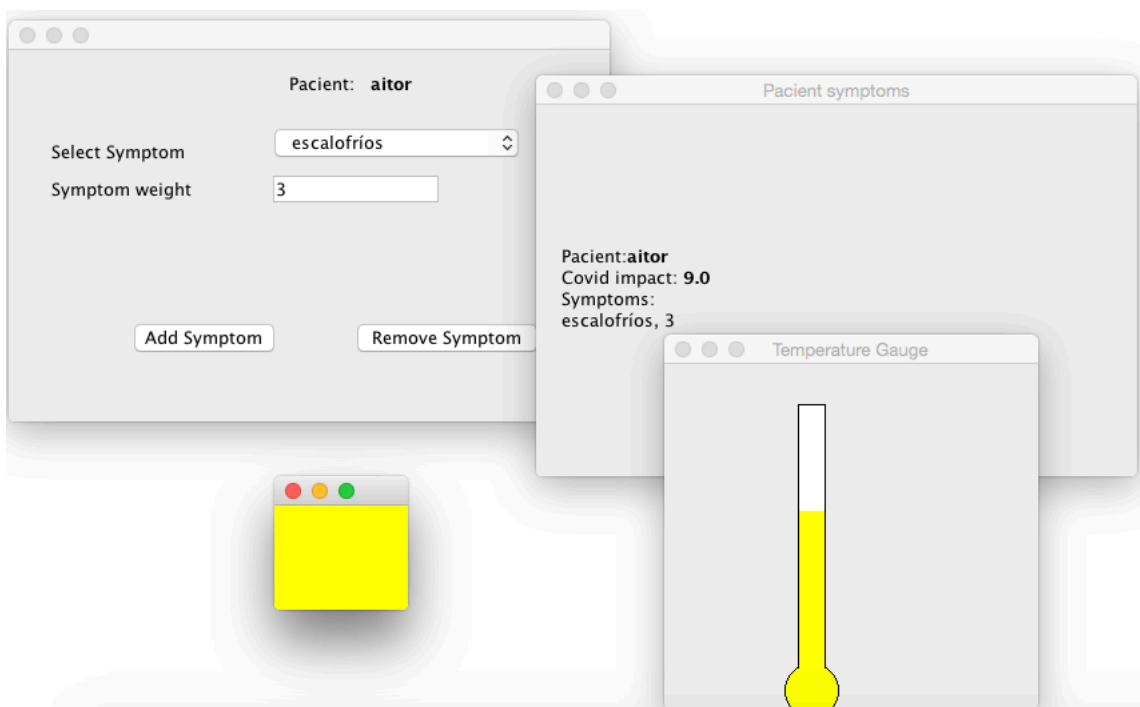 Pacient: aitor
Select Symptom
escalofríos
Symptom weight
3
Add Symptom
Remove Symptom
Pacient symptoms
Pacient:aitor
Covid impact: 9.0
Symptoms:
escalofríos, 3
Temperature Gauge